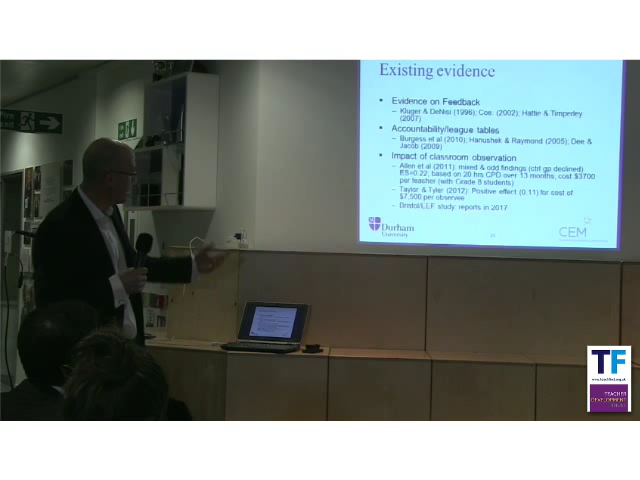 Existing evidence
• Evidence on Feedback
– Kluger & DeNisi (1996); Coe (2002); Hattie & Timperley
(2007)
• Accountability/league tables
– Burgess et al (2010); Hanushek & Raymond (2005); Dee &
Jacob (2009)
• Impact of classroom observation
– Allen et al (2011): mixed & odd findings (ctrl gp declined)
ES=0.22, based on 20 hrs CPD over 13 months, cost $3700
per teacher (with Grade 8 students)
– Taylor & Tyler (2012): Positive effect (0.11) for cost of
$7,500 per observee
– Bristol/EEF study: reports in 2017
Durham
University
CEM
TF
TEACHER
DEVELOPMENT
TRUST